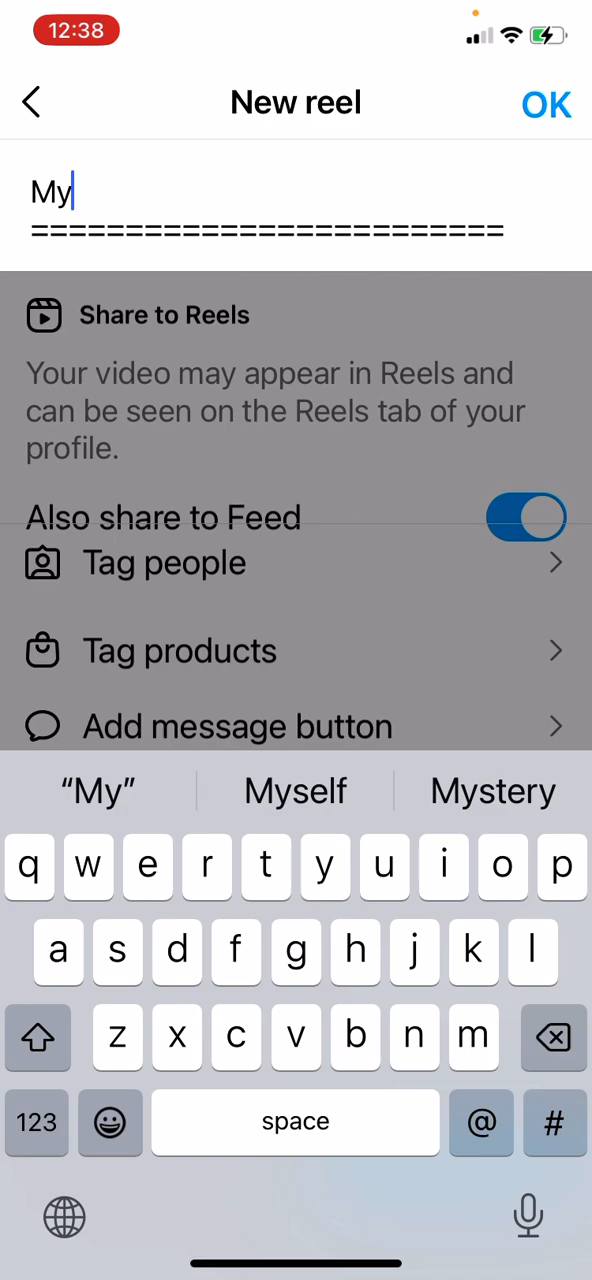 12:38
New reel
OK
My
=========================
Share to Reels
Your video may appear in Reels and
can be seen on the Reels tab of your
profile.
Also share to Feed
Tag people
Tag products
Add message button
“My” Myself Mystery
q w e r t y u i o p
a s d f g h j k l
z x c v b n m
123 space @ #